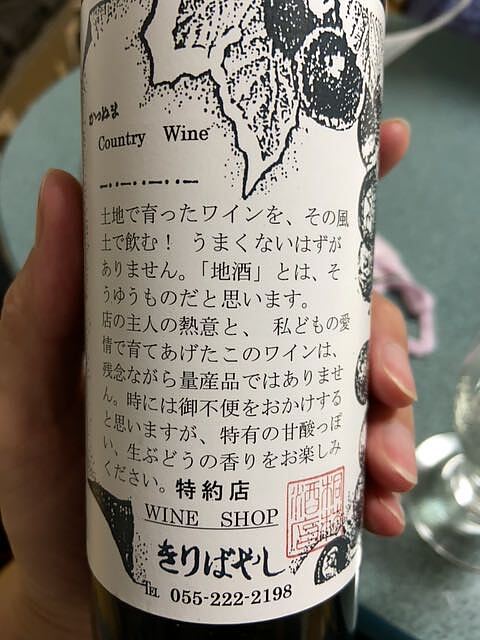 かつぬま
Country Wine
土地で育ったワインを、その風
土で飲む！ うまくないはずが
ありません。「地酒」とは、そ
うゆうものだと思います。
店の主人の熱意と、 私どもの愛
情で育てあげたこのワインは、
残念ながら量産品ではありませ
ん。時には御不便をおかけする
と思いますが、特有の甘酸っぽ
い、生ぶどうの香りをお楽しみ
ください。特約店
WINE SHOP
きりばやし
TEL 055-222-2198